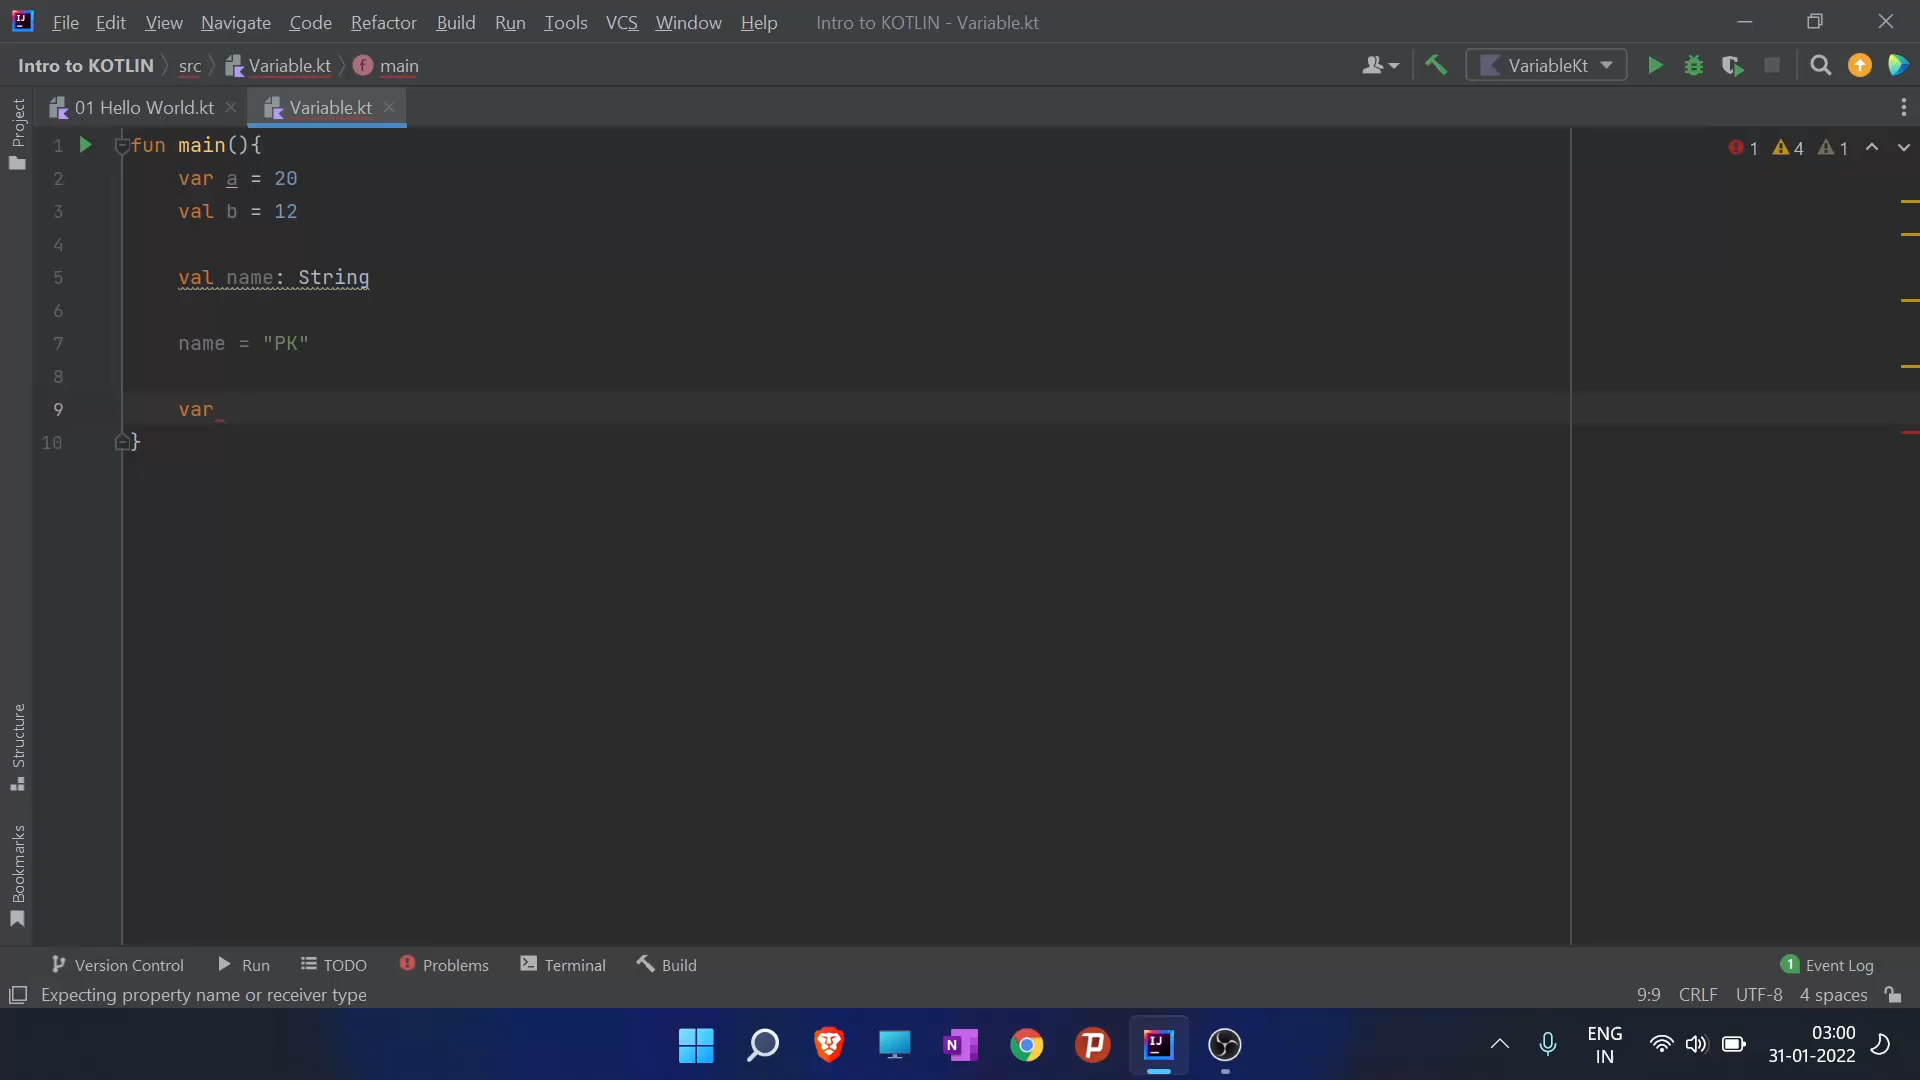 File Edit View Navigate Code Refactor Build Run Tools VCS Window Help Intro to KOTLIN - Variable.kt
Intro to KOTLIN src Variable.kt main VariableKt
01 Hello World.kt Variable.kt
Project
1 fun main(){
1 4 1
2 var a = 20
3 val b = 12
4
5 val name: String
6
7 name = "PK"
8
9 var
10 }
Structure
Bookmarks
Version Control Run TODO Problems Terminal Build 1 Event Log
Expecting property name or receiver type 9:9 CRLF UTF-8 4 spaces
ENG 03:00
IN 31-01-2022